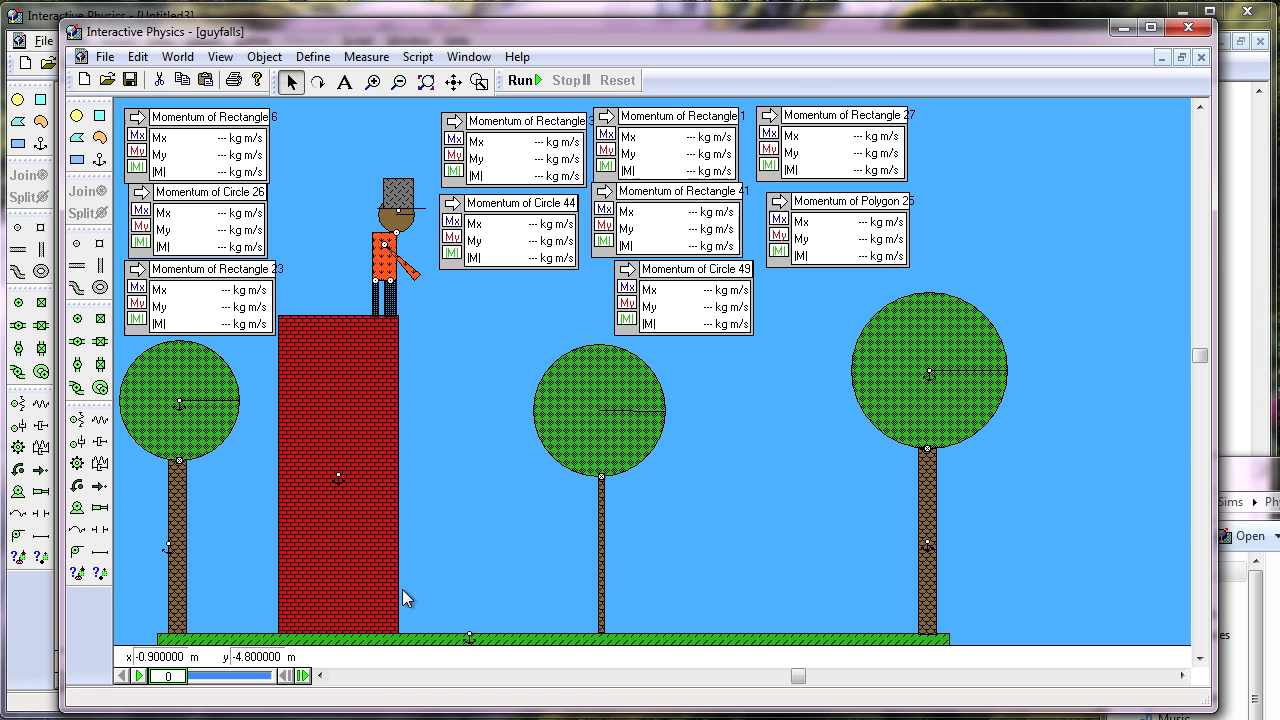 Interactive Physics - [Untitled3]
Interactive Physics - [guyfalls]
File
File Edit View World View Object Define Measure Script Window Help
Run Stop Reset
Join
Split
Join
Split
Momentum of Rectangle 6
Mx --- kg m/s
My --- kg m/s
|M| --- kg m/s
Momentum of Circle 26
Mx --- kg m/s
My --- kg m/s
|M| --- kg m/s
Momentum of Rectangle 23
Mx --- kg m/s
My --- kg m/s
|M| --- kg m/s
Momentum of Rectangle
Mx --- kg m/s
My --- kg m/s
|M| --- kg m/s
Momentum of Circle 44
Mx --- kg m/s
My --- kg m/s
|M| --- kg m/s
Momentum of Rectangle 1
Mx --- kg m/s
My --- kg m/s
|M| --- kg m/s
Momentum of Rectangle 41
Mx --- kg m/s
My --- kg m/s
|M| --- kg m/s
Momentum of Circle 49
Mx --- kg m/s
My --- kg m/s
|M| --- kg m/s
Momentum of Rectangle 27
Mx --- kg m/s
My --- kg m/s
|M| --- kg m/s
Momentum of Polygon 25
Mx --- kg m/s
My --- kg m/s
|M| --- kg m/s
Sims
Open
x -0.900000 m y -4.800000 m
0
Music